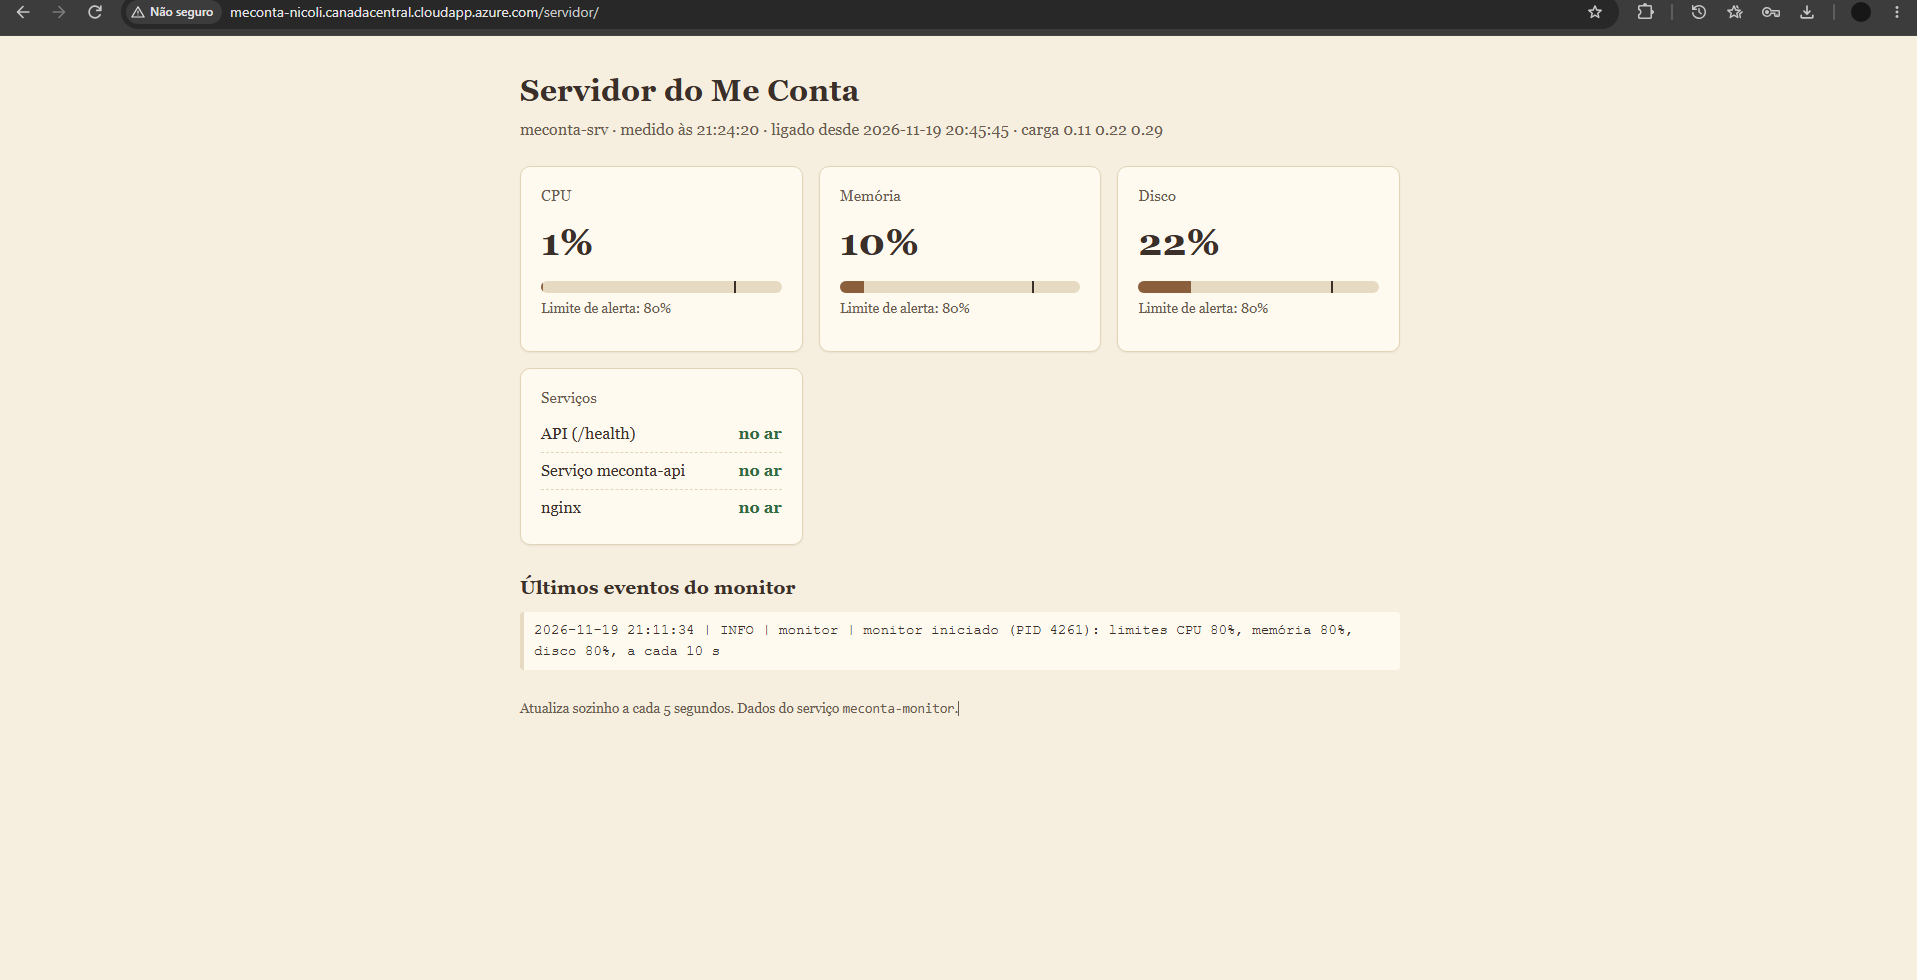 Não seguro
meconta-nicoli.canadacentral.cloudapp.azure.com/servidor/
Servidor do Me Conta
meconta-srv · medido às 21:24:20 · ligado desde 2026-11-19 20:45:45 · carga 0.11 0.22 0.29
CPU
1%
Limite de alerta: 80%
Memória
10%
Limite de alerta: 80%
Disco
22%
Limite de alerta: 80%
Serviços
API (/health) no ar
Serviço meconta-api no ar
nginx no ar
Últimos eventos do monitor
2026-11-19 21:11:34 | INFO | monitor | monitor iniciado (PID 4261): limites CPU 80%, memória 80%,
disco 80%, a cada 10 s
Atualiza sozinho a cada 5 segundos. Dados do serviço meconta-monitor.